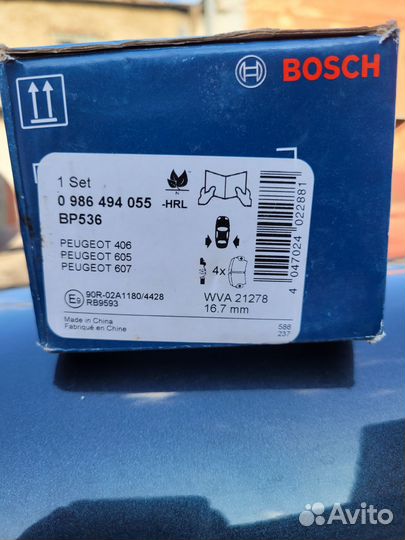 BOSCH
1 Set
0 986 494 055 -HRL
BP536
N
PEUGEOT 406
PEUGEOT 605
PEUGEOT 607
4x
E9 90R-02A1180/4428
RB9593
WVA 21278
16.7 mm
Made in China
Fabriqué en Chine
588
237
4 047024 022881
Avito